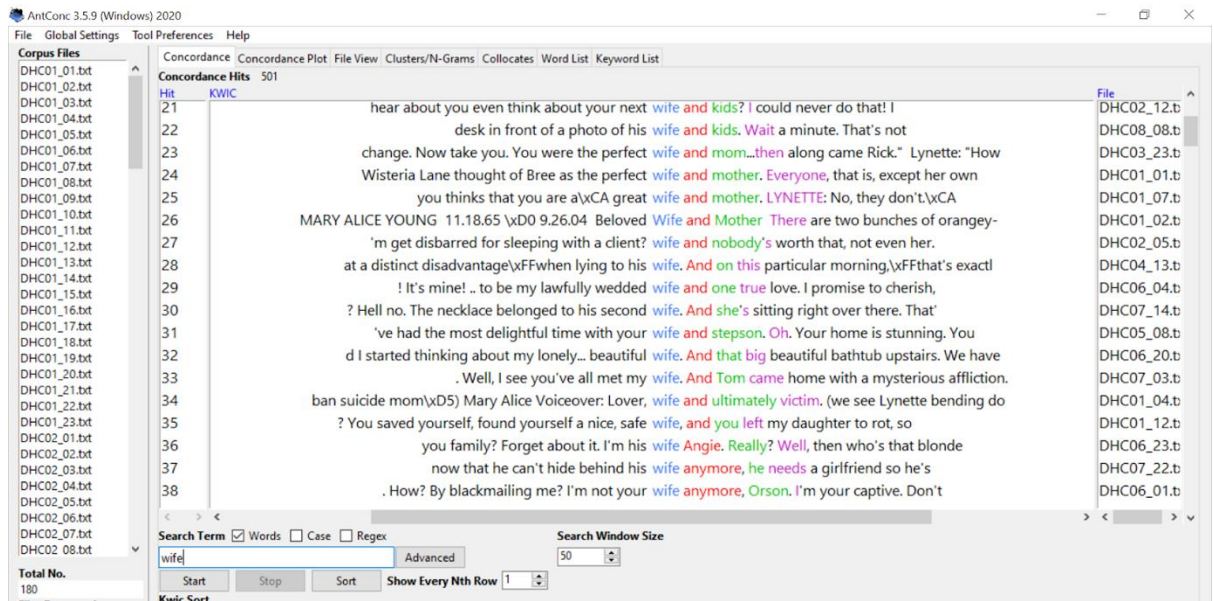 AntConc 3.5.9 (Windows) 2020
File Global Settings Tool Preferences Help
Corpus Files
DHC01_01.txt
DHC01_02.txt
DHC01_03.txt
DHC01_04.txt
DHC01_05.txt
DHC01_06.txt
DHC01_07.txt
DHC01_08.txt
DHC01_09.txt
DHC01_10.txt
DHC01_11.txt
DHC01_12.txt
DHC01_13.txt
DHC01_14.txt
DHC01_15.txt
DHC01_16.txt
DHC01_17.txt
DHC01_18.txt
DHC01_19.txt
DHC01_20.txt
DHC01_21.txt
DHC01_22.txt
DHC01_23.txt
DHC02_01.txt
DHC02_02.txt
DHC02_03.txt
DHC02_04.txt
DHC02_05.txt
DHC02_06.txt
DHC02_07.txt
DHC02_08.txt
Total No.
180
Concordance Concordance Plot File View Clusters/N-Grams Collocates Word List Keyword List
Concordance Hits 501
Hit KWIC File
21 hear about you even think about your next wife and kids? I could never do that! I DHC02_12.t
22 desk in front of a photo of his wife and kids. Wait a minute. That's not DHC08_08.t
23 change. Now take you. You were the perfect wife and mom...then along came Rick." Lynette: "How DHC03_23.t
24 Wisteria Lane thought of Bree as the perfect wife and mother. Everyone, that is, except her own DHC01_01.t
25 you thinks that you are a\xCA great wife and mother. LYNETTE: No, they don't.\xCA DHC01_07.t
26 MARY ALICE YOUNG 11.18.65 \xD0 9.26.04 Beloved Wife and Mother There are two bunches of orangey- DHC01_02.t
27 'm get disbarred for sleeping with a client? wife and nobody's worth that, not even her. DHC02_05.t
28 at a distinct disadvantage\xFFwhen lying to his wife. And on this particular morning,\xFFthat's exactl DHC04_13.t
29 ! It's mine! .. to be my lawfully wedded wife and one true love. I promise to cherish, DHC06_04.t
30 ? Hell no. The necklace belonged to his second wife. And she's sitting right over there. That' DHC07_14.t
31 've had the most delightful time with your wife and stepson. Oh. Your home is stunning. You DHC05_08.t
32 d I started thinking about my lonely... beautiful wife. And that big beautiful bathtub upstairs. We have DHC06_20.t
33 . Well, I see you've all met my wife. And Tom came home with a mysterious affliction. DHC07_03.t
34 ban suicide mom\xD5) Mary Alice Voiceover: Lover, wife and ultimately victim. (we see Lynette bending do DHC01_04.t
35 ? You saved yourself, found yourself a nice, safe wife, and you left my daughter to rot, so DHC01_12.t
36 you family? Forget about it. I'm his wife Angie. Really? Well, then who's that blonde DHC06_23.t
37 now that he can't hide behind his wife anymore, he needs a girlfriend so he's DHC07_22.t
38 . How? By blackmailing me? I'm not your wife anymore, Orson. I'm your captive. Don't DHC06_01.t
Search Term Words Case Regex Search Window Size
wife Advanced 50
Start Stop Sort Show Every Nth Row 1
Kwic Sort